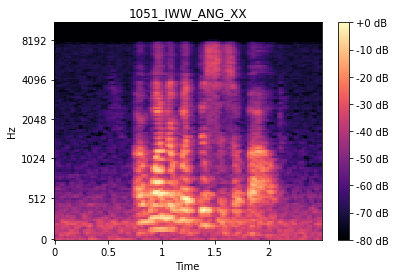 1051_IWW_ANG_XX
+0 dB
8192
-10 dB
4096
-20 dB
-30 dB
2048
Hz
-40 dB
1024
-50 dB
512
-60 dB
-70 dB
0
-80 dB
0 0.5 1 1.5 2
Time